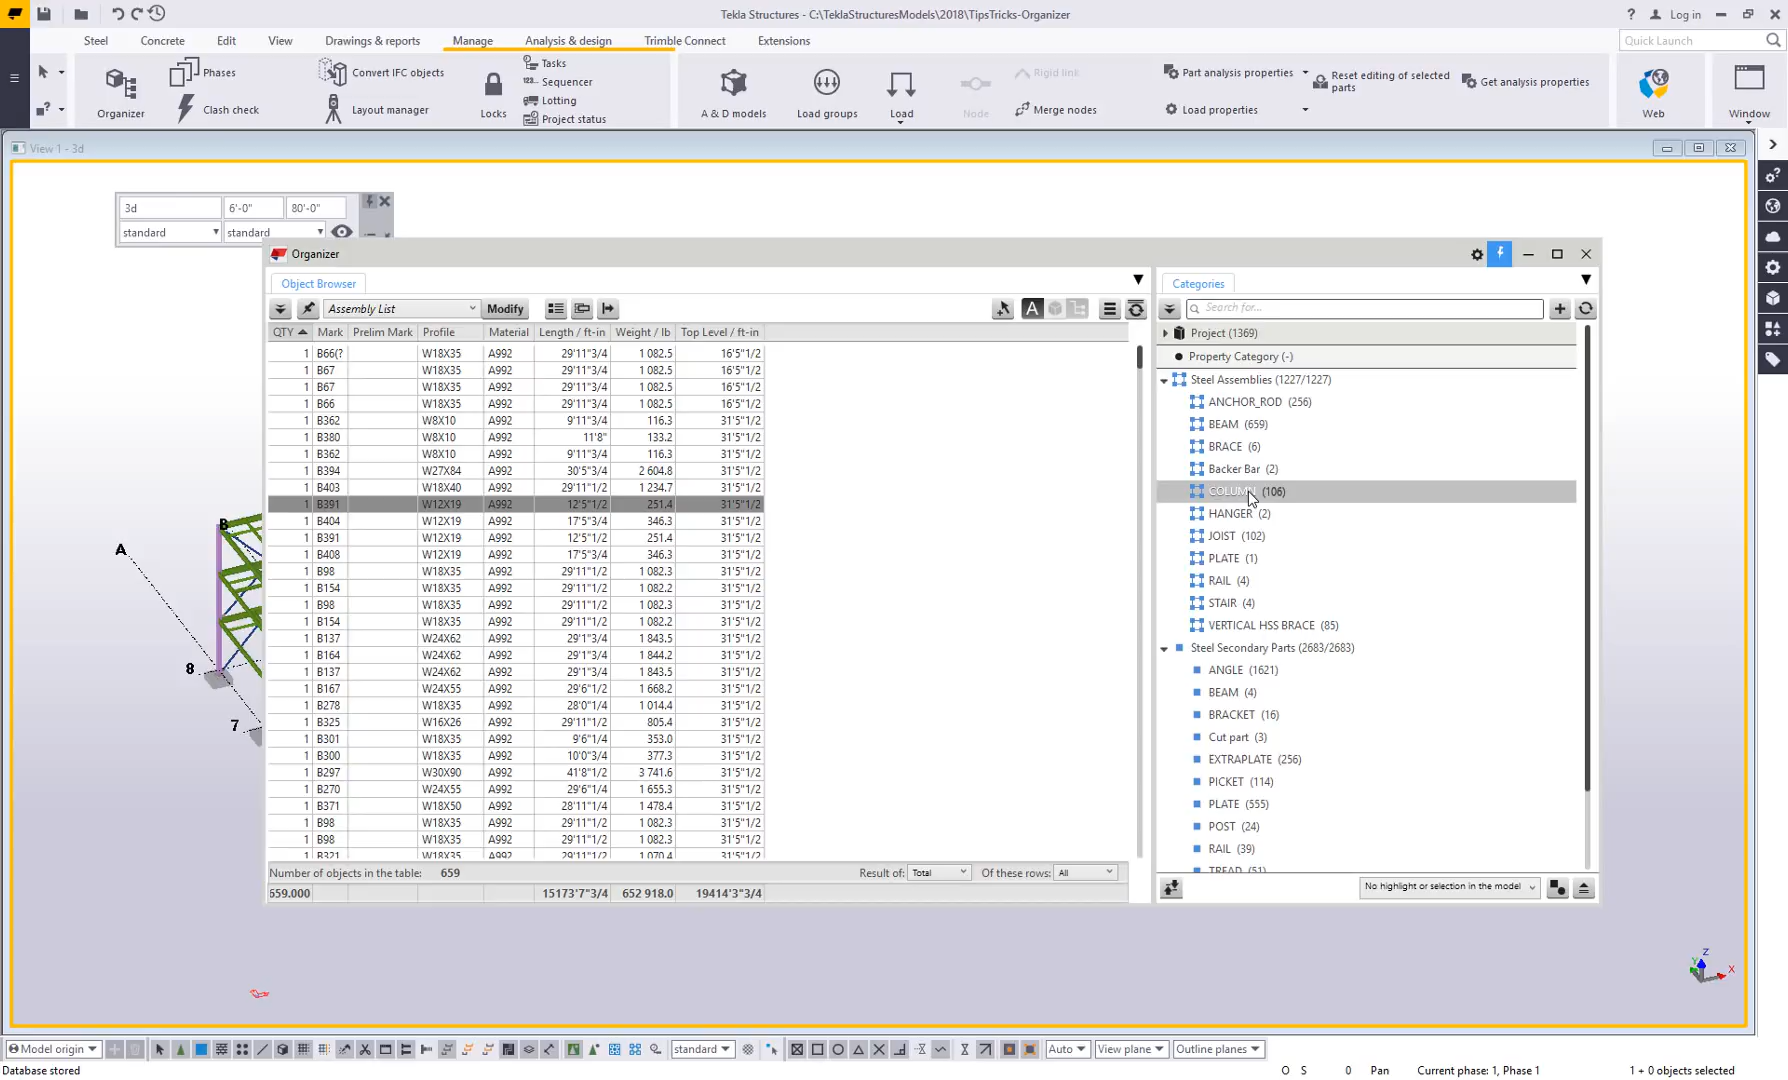 Tekla Structures - C:\TeklaStructuresModels\2018\TipsTricks-Organizer
? Log in
Steel Concrete Edit View Drawings & reports Manage Analysis & design Trimble Connect Extensions
Quick Launch
Organizer
Phases
Clash check
Convert IFC objects
Layout manager
Locks
Tasks
Sequencer
Lotting
Project status
A & D models
Load groups
Load
Node
Rigid link
Merge nodes
Part analysis properties
Load properties
Reset editing of selected
parts
Get analysis properties
Web
Window
View 1 - 3d
3d 6'-0" 80'-0"
standard standard
Organizer
Object Browser
Assembly List Modify
QTY Mark Prelim Mark Profile Material Length / ft-in Weight / lb Top Level / ft-in
1 B66(? W18X35 A992 29'11"3/4 1 082.5 16'5"1/2
1 B67 W18X35 A992 29'11"3/4 1 082.5 16'5"1/2
1 B67 W18X35 A992 29'11"3/4 1 082.5 16'5"1/2
1 B66 W18X35 A992 29'11"3/4 1 082.5 16'5"1/2
1 B362 W8X10 A992 9'11"3/4 116.3 31'5"1/2
1 B380 W8X10 A992 11'8" 133.2 31'5"1/2
1 B362 W8X10 A992 9'11"3/4 116.3 31'5"1/2
1 B394 W27X84 A992 30'5"3/4 2 604.8 31'5"1/2
1 B403 W18X40 A992 29'11"1/2 1 234.7 31'5"1/2
1 B391 W12X19 A992 12'5"1/2 251.4 31'5"1/2
1 B404 W12X19 A992 17'5"3/4 346.3 31'5"1/2
1 B391 W12X19 A992 12'5"1/2 251.4 31'5"1/2
1 B408 W12X19 A992 17'5"3/4 346.3 31'5"1/2
1 B98 W18X35 A992 29'11"1/2 1 082.3 31'5"1/2
1 B154 W18X35 A992 29'11"1/2 1 082.2 31'5"1/2
1 B98 W18X35 A992 29'11"1/2 1 082.3 31'5"1/2
1 B154 W18X35 A992 29'11"1/2 1 082.2 31'5"1/2
1 B137 W24X62 A992 29'1"3/4 1 843.5 31'5"1/2
1 B164 W24X62 A992 29'1"3/4 1 844.2 31'5"1/2
1 B137 W24X62 A992 29'1"3/4 1 843.5 31'5"1/2
1 B167 W24X55 A992 29'6"1/2 1 668.2 31'5"1/2
1 B278 W18X35 A992 28'0"1/4 1 014.4 31'5"1/2
1 B325 W16X26 A992 29'11"1/2 805.4 31'5"1/2
1 B301 W18X35 A992 9'6"1/4 353.0 31'5"1/2
1 B300 W18X35 A992 10'0"3/4 377.3 31'5"1/2
1 B297 W30X90 A992 41'8"1/2 3 741.6 31'5"1/2
1 B270 W24X55 A992 29'6"1/4 1 655.3 31'5"1/2
1 B371 W18X50 A992 28'11"1/4 1 478.4 31'5"1/2
1 B98 W18X35 A992 29'11"1/2 1 082.3 31'5"1/2
1 B98 W18X35 A992 29'11"1/2 1 082.3 31'5"1/2
1 B321 W18X35 A992 29'11"1/2 1 070.4 31'5"1/2
Number of objects in the table: 659 Result of: Total Of these rows: All
659.000 15173'7"3/4 652 918.0 19414'3"3/4
Categories
Search for...
Project (1369)
Property Category (-)
Steel Assemblies (1227/1227)
ANCHOR_ROD (256)
BEAM (659)
BRACE (6)
Backer Bar (2)
COLUMN (106)
HANGER (2)
JOIST (102)
PLATE (1)
RAIL (4)
STAIR (4)
VERTICAL HSS BRACE (85)
Steel Secondary Parts (2683/2683)
ANGLE (1621)
BEAM (4)
BRACKET (16)
Cut part (3)
EXTRAPLATE (256)
PICKET (114)
PLATE (555)
POST (24)
RAIL (39)
TREAD (51)
No highlight or selection in the model
A
B
8
7
Z
Y
X
Model origin standard Auto View plane Outline planes
Database stored O S 0 Pan Current phase: 1, Phase 1 1 + 0 objects selected